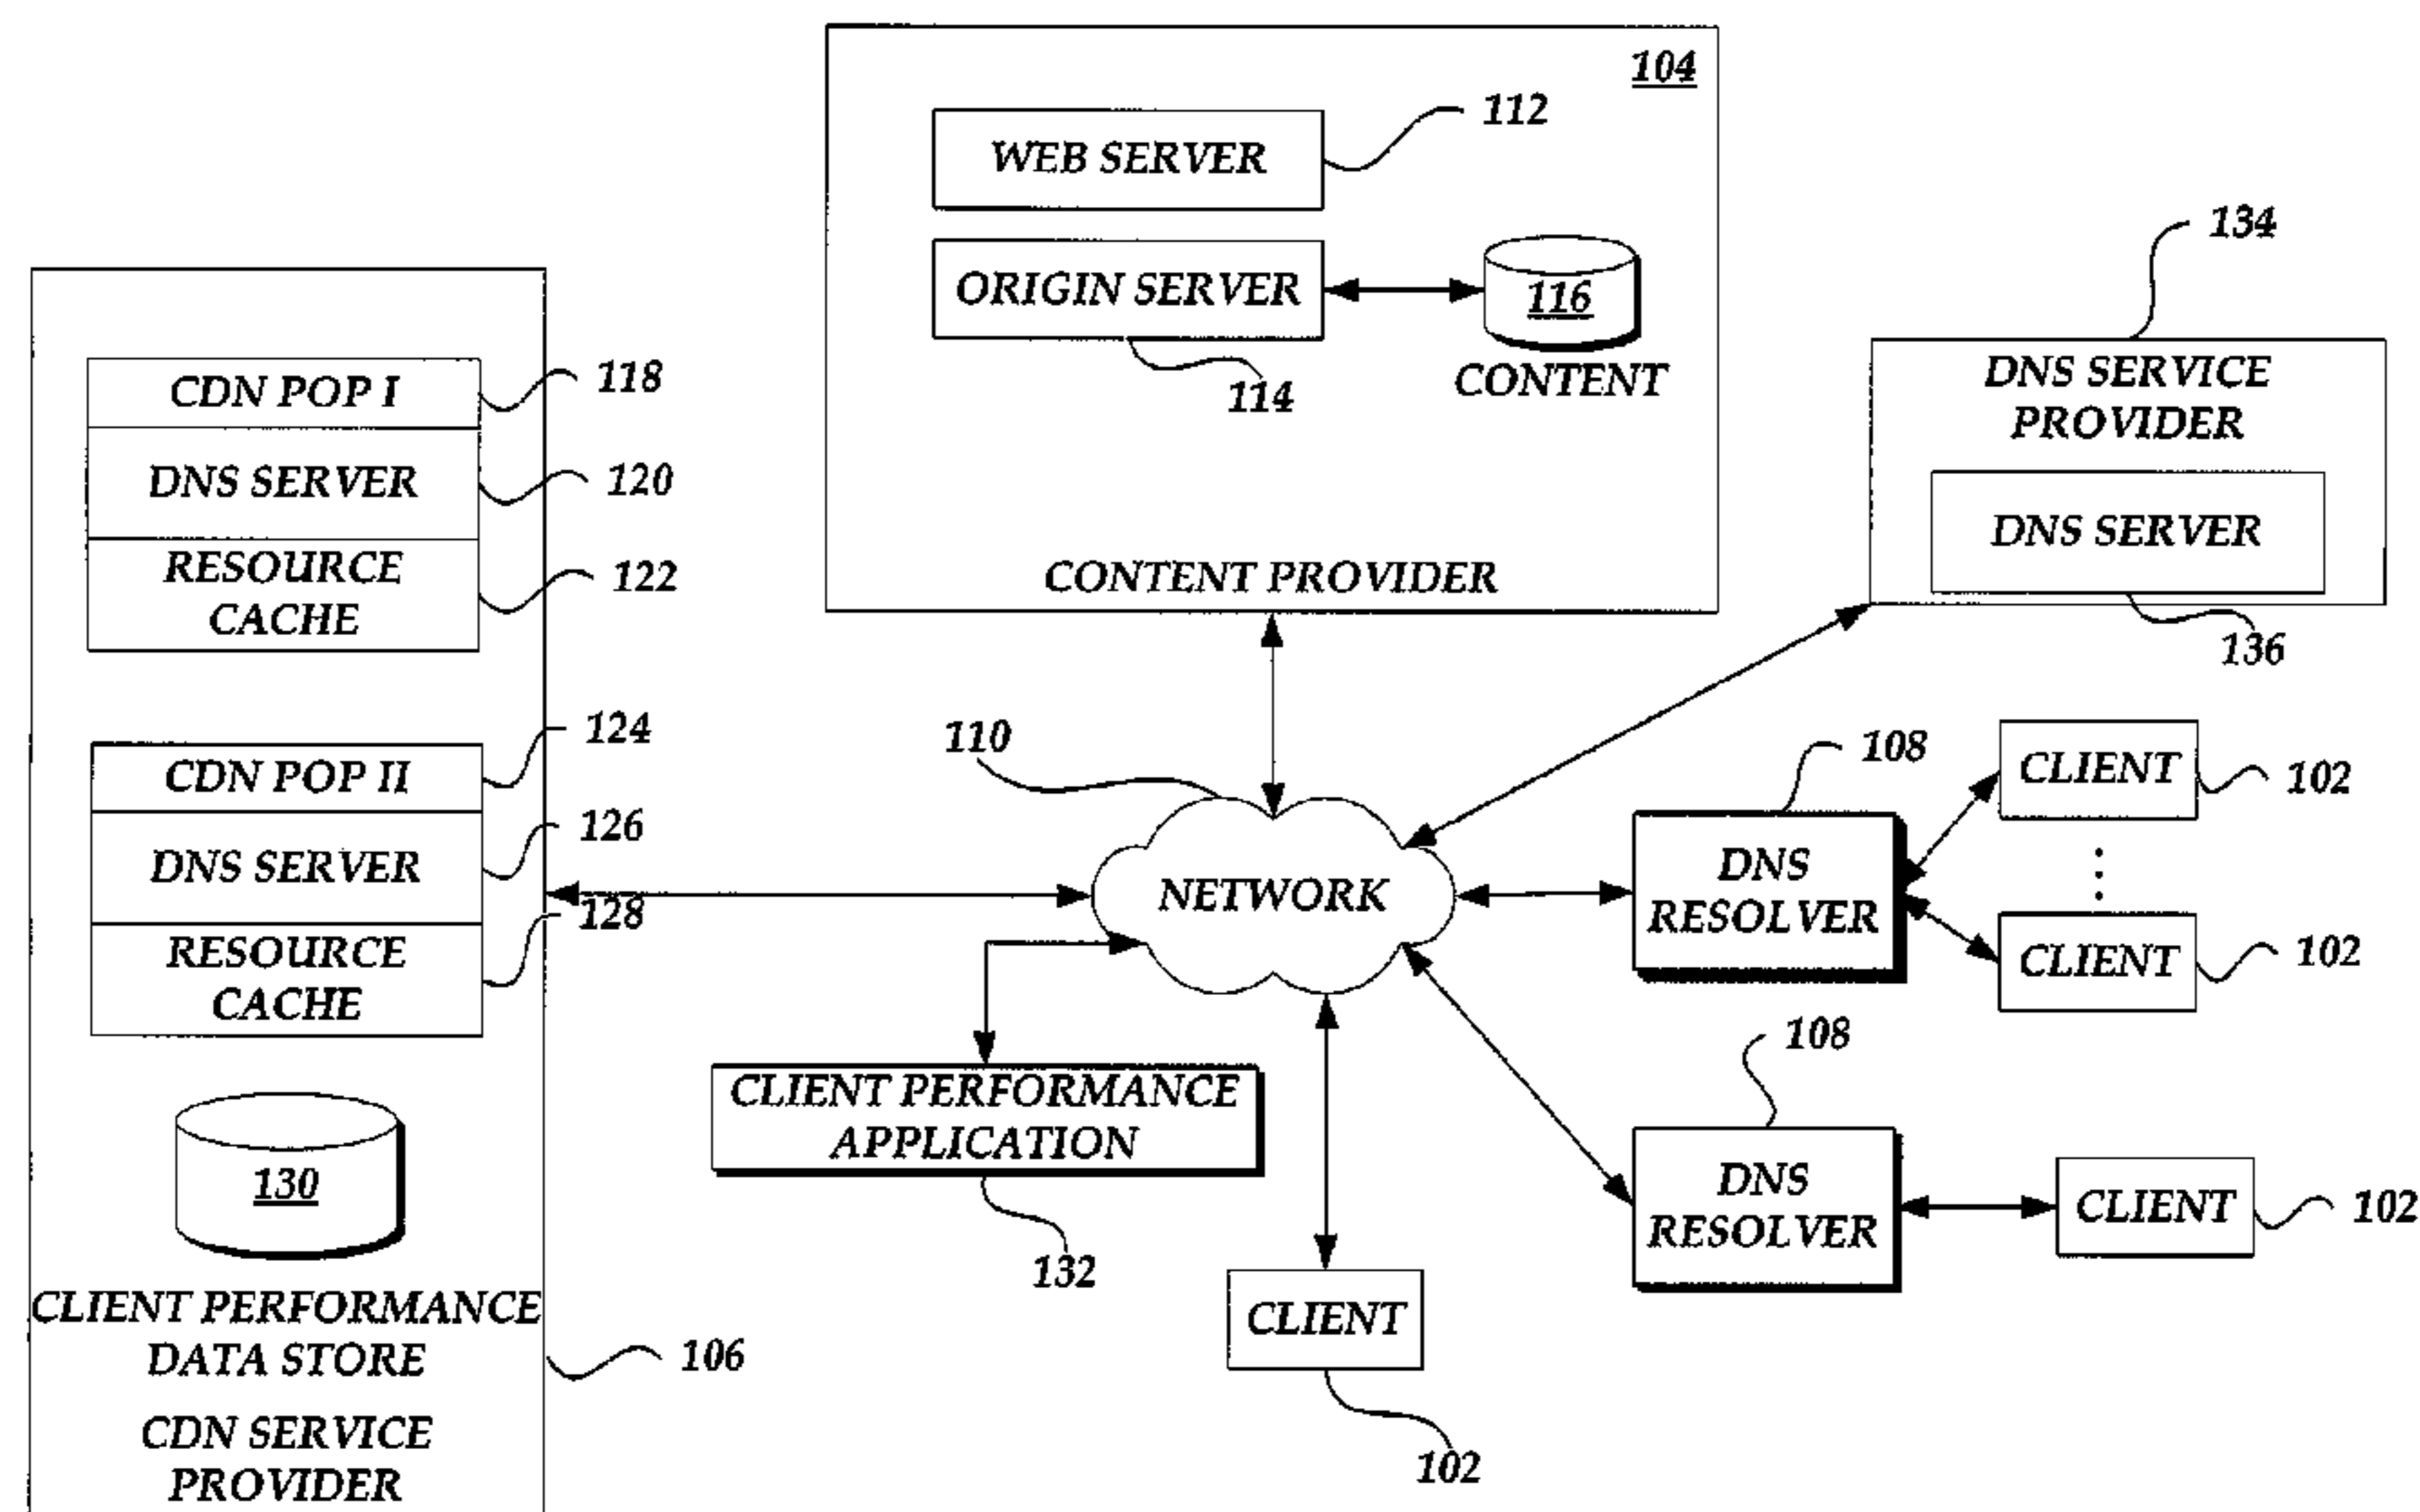 104
WEB SERVER
112
ORIGIN SERVER
116
CONTENT
114
CONTENT PROVIDER
134
DNS SERVICE
PROVIDER
DNS SERVER
136
CDN POP I
118
DNS SERVER
120
RESOURCE
CACHE
122
CDN POP II
124
DNS SERVER
126
RESOURCE
CACHE
128
130
CLIENT PERFORMANCE
DATA STORE
106
CDN SERVICE
PROVIDER
110
NETWORK
CLIENT PERFORMANCE
APPLICATION
132
CLIENT
102
108
DNS
RESOLVER
CLIENT
102
CLIENT
102
108
DNS
RESOLVER
CLIENT
102